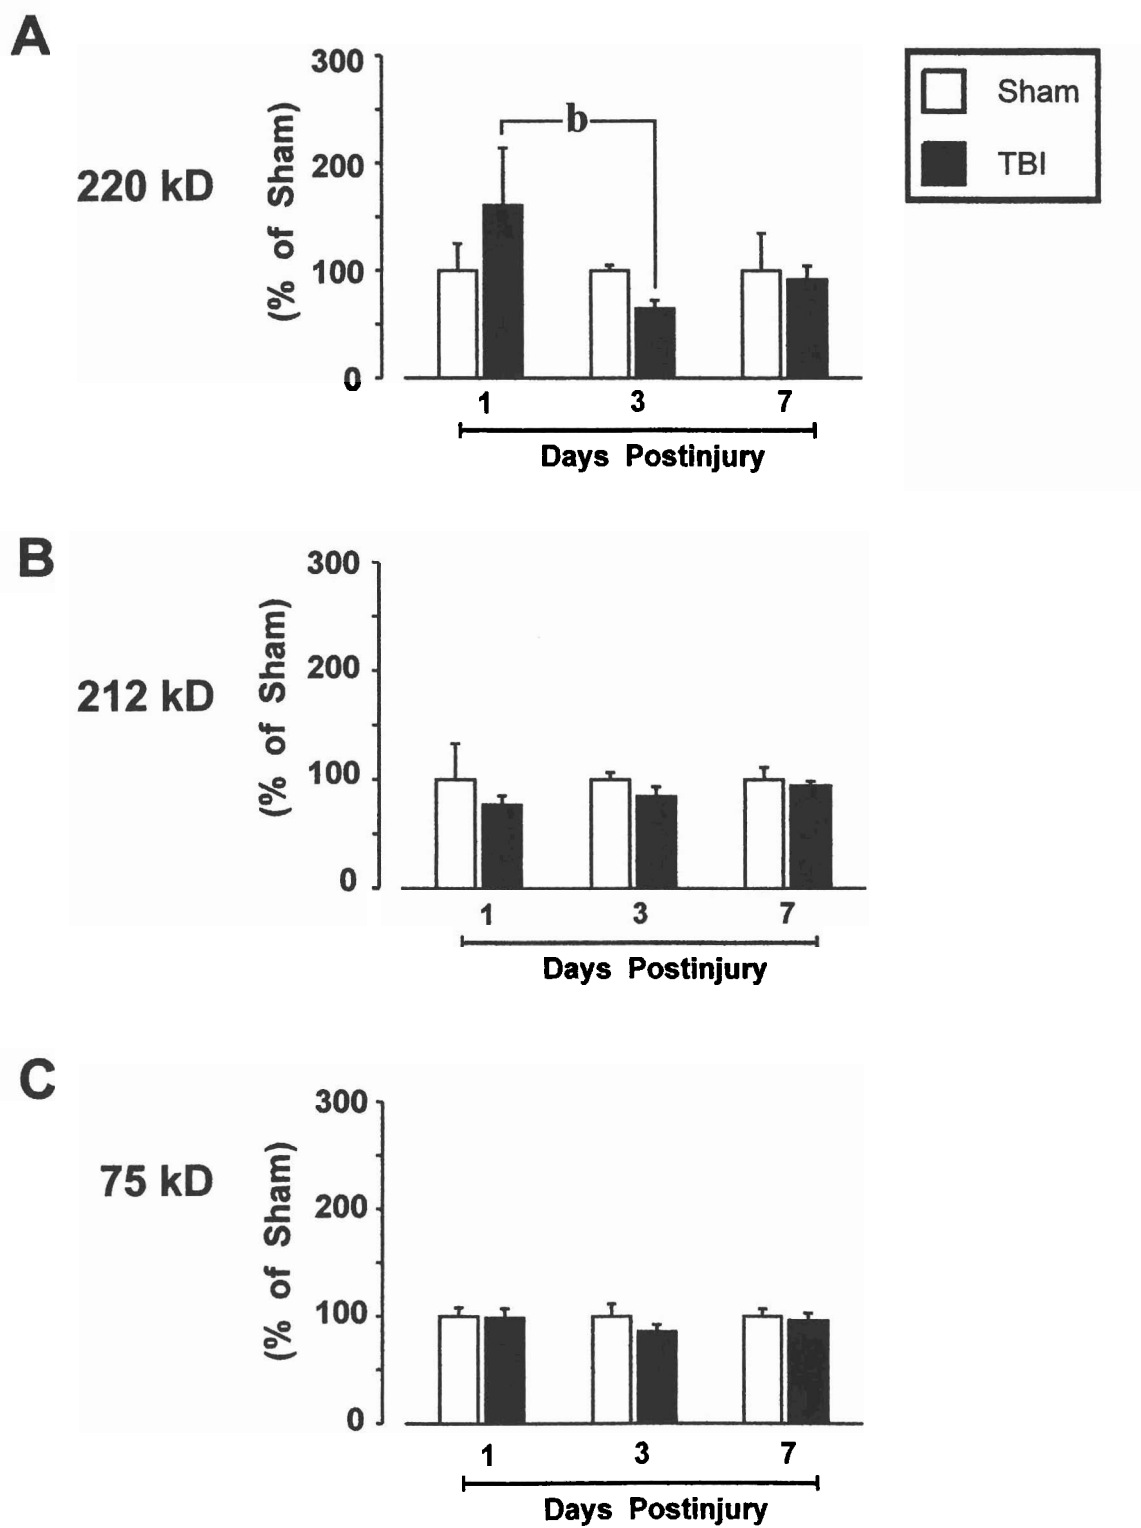 A
300
200
100
0
(% of Sham)
220 kD
b
Sham
TBI
1 3 7
Days Postinjury
B
300
200
100
0
(% of Sham)
212 kD
1 3 7
Days Postinjury
C
300
200
100
0
(% of Sham)
75 kD
1 3 7
Days Postinjury